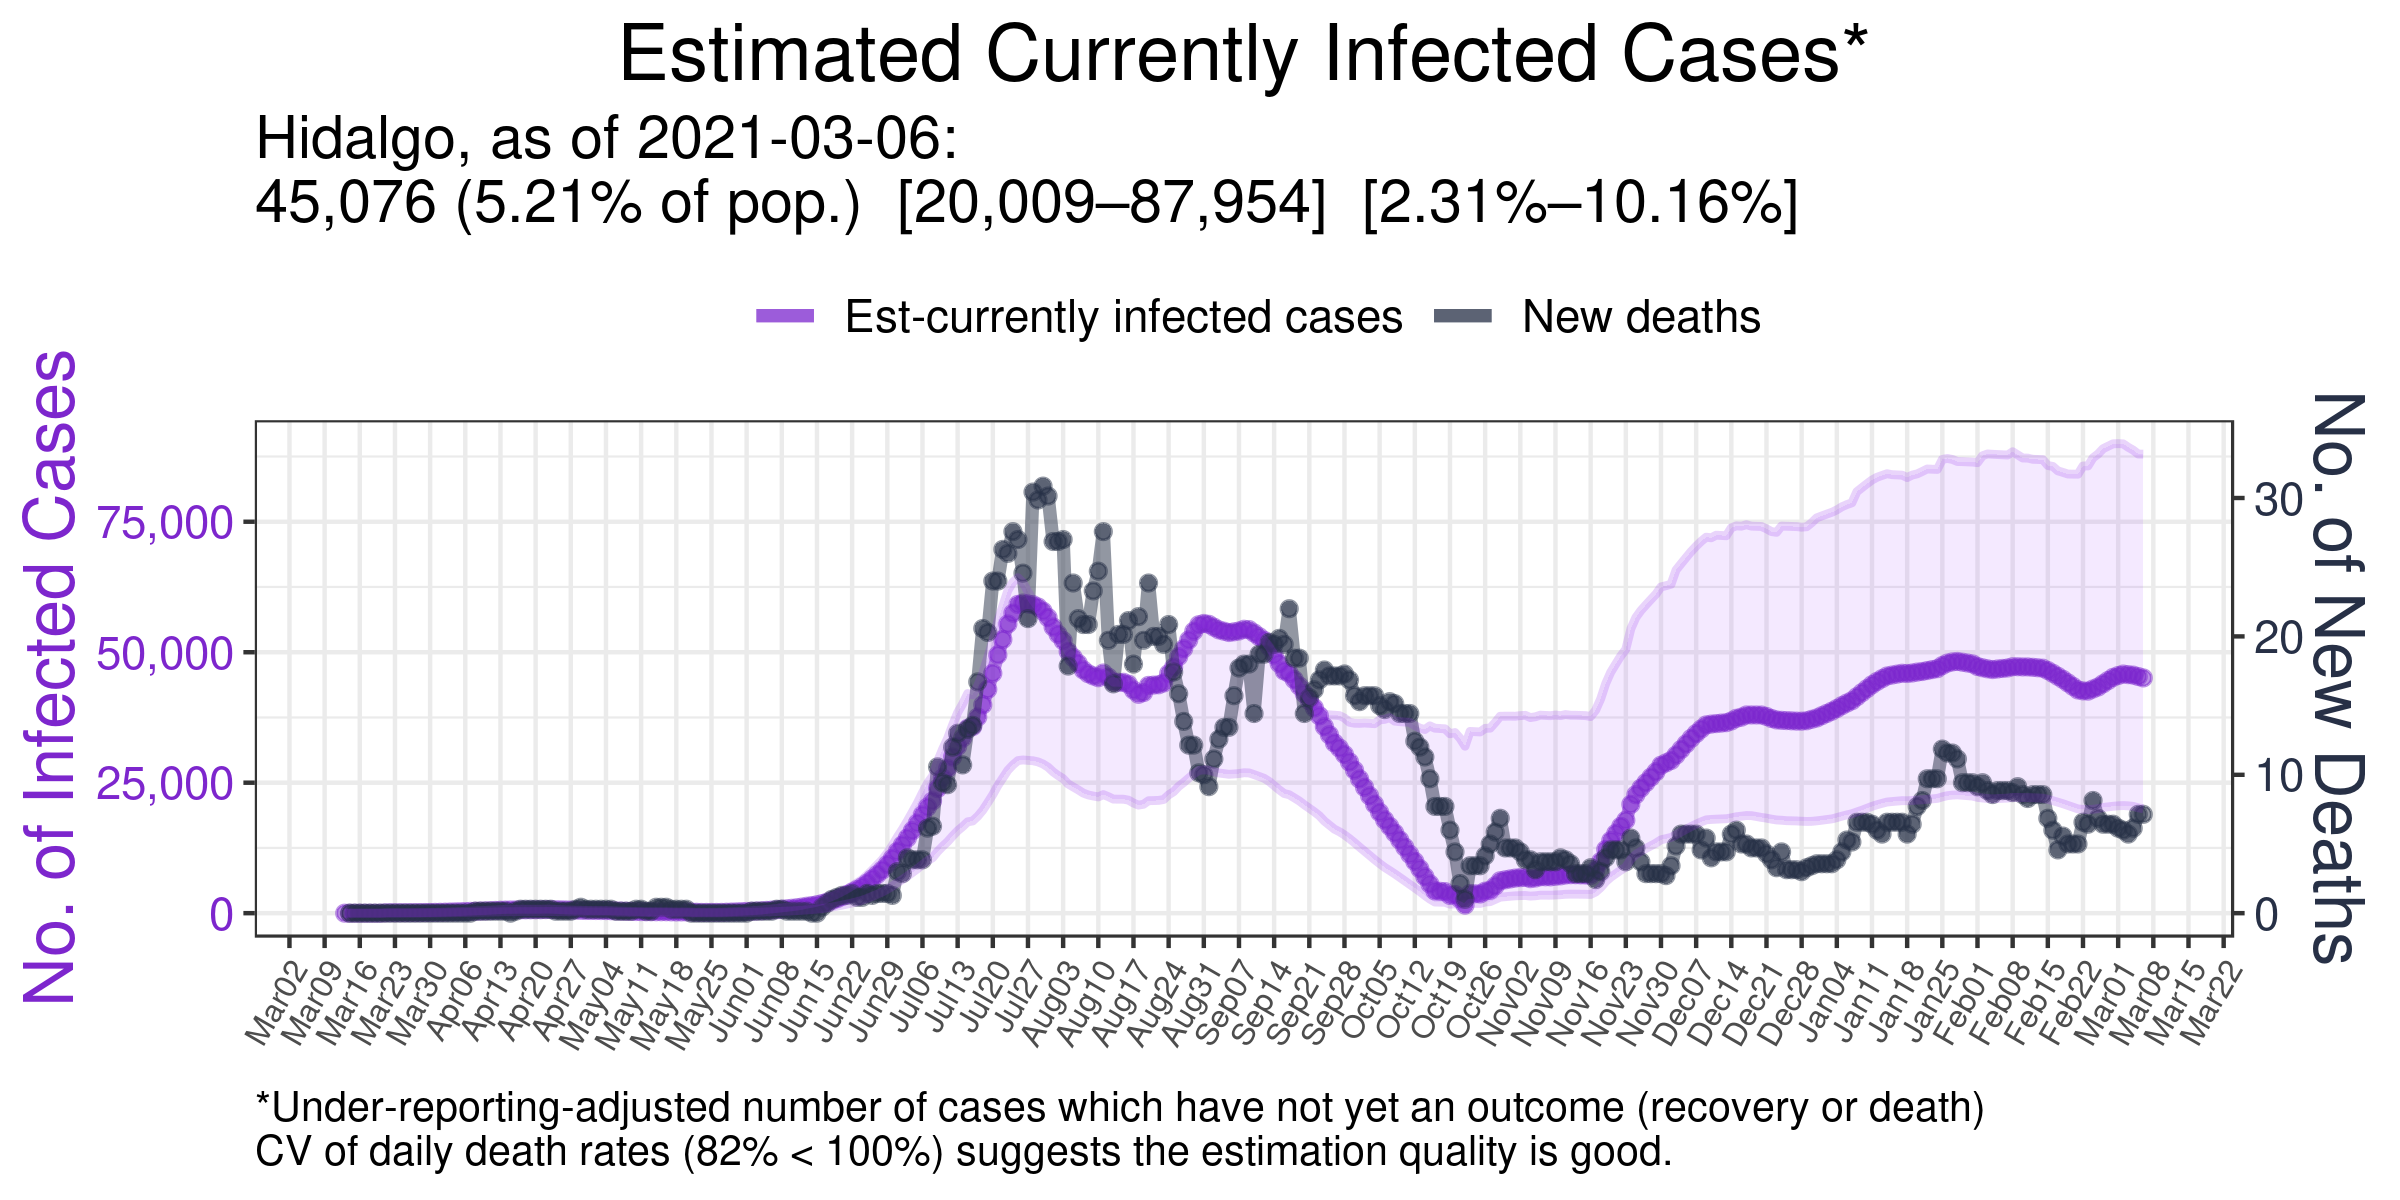 Estimated Currently Infected Cases*
Hidalgo, as of 2021-03-06:
45,076 (5.21% of pop.) [20,009–87,954] [2.31%–10.16%]
Est-currently infected cases
New deaths
No. of Infected Cases
75,000
50,000
25,000
0
No. of New Deaths
30
20
10
0
Mar02
Mar09
Mar16
Mar23
Mar30
Apr06
Apr13
Apr20
Apr27
May04
May11
May18
May25
Jun01
Jun08
Jun15
Jun22
Jun29
Jul06
Jul13
Jul20
Jul27
Aug03
Aug10
Aug17
Aug24
Aug31
Sep07
Sep14
Sep21
Sep28
Oct05
Oct12
Oct19
Oct26
Nov02
Nov09
Nov16
Nov23
Nov30
Dec07
Dec14
Dec21
Dec28
Jan04
Jan11
Jan18
Jan25
Feb01
Feb08
Feb15
Feb22
Mar01
Mar08
Mar15
Mar22
*Under-reporting-adjusted number of cases which have not yet an outcome (recovery or death)
CV of daily death rates (82% < 100%) suggests the estimation quality is good.